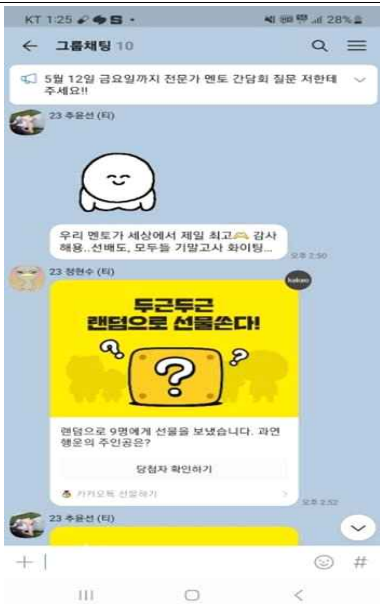 KT 1:25
28%
그룹채팅 10
5월 12일 금요일까지 전문가 멘토 간담회 질문 저한테
주세요!!
23 추윤선 (티)
우리 멘토가 세상에서 제일 최고🫶 감사
해용..선배도, 모두들 기말고사 화이팅...
오후 2:50
23 정현수 (티)
kakao
두근두근
랜덤으로 선물쏜다!
랜덤으로 9명에게 선물을 보냈습니다. 과연
행운의 주인공은?
당첨자 확인하기
카카오톡 선물하기
오후 2:52
23 추윤선 (티)
#